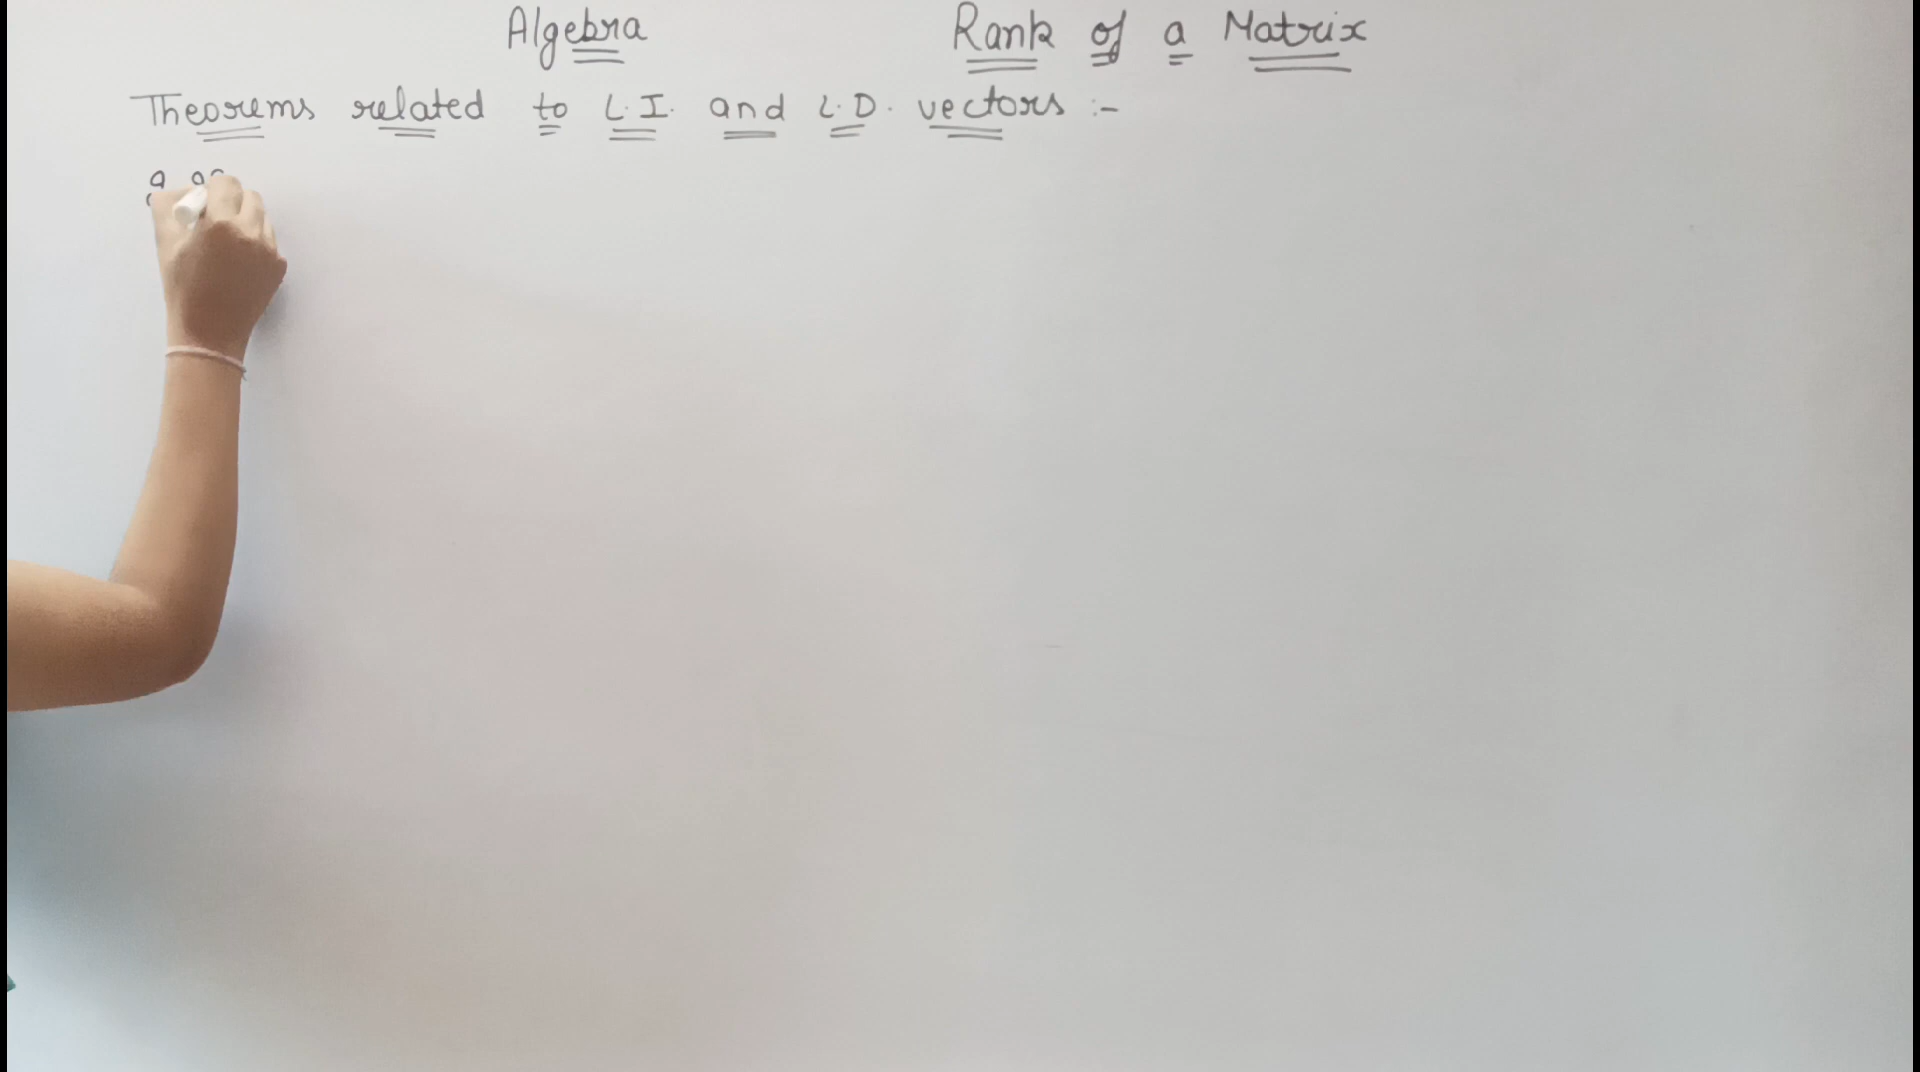 Algebra Rank of a Matrix
Theorems related to L.I. and L.D. vectors :-